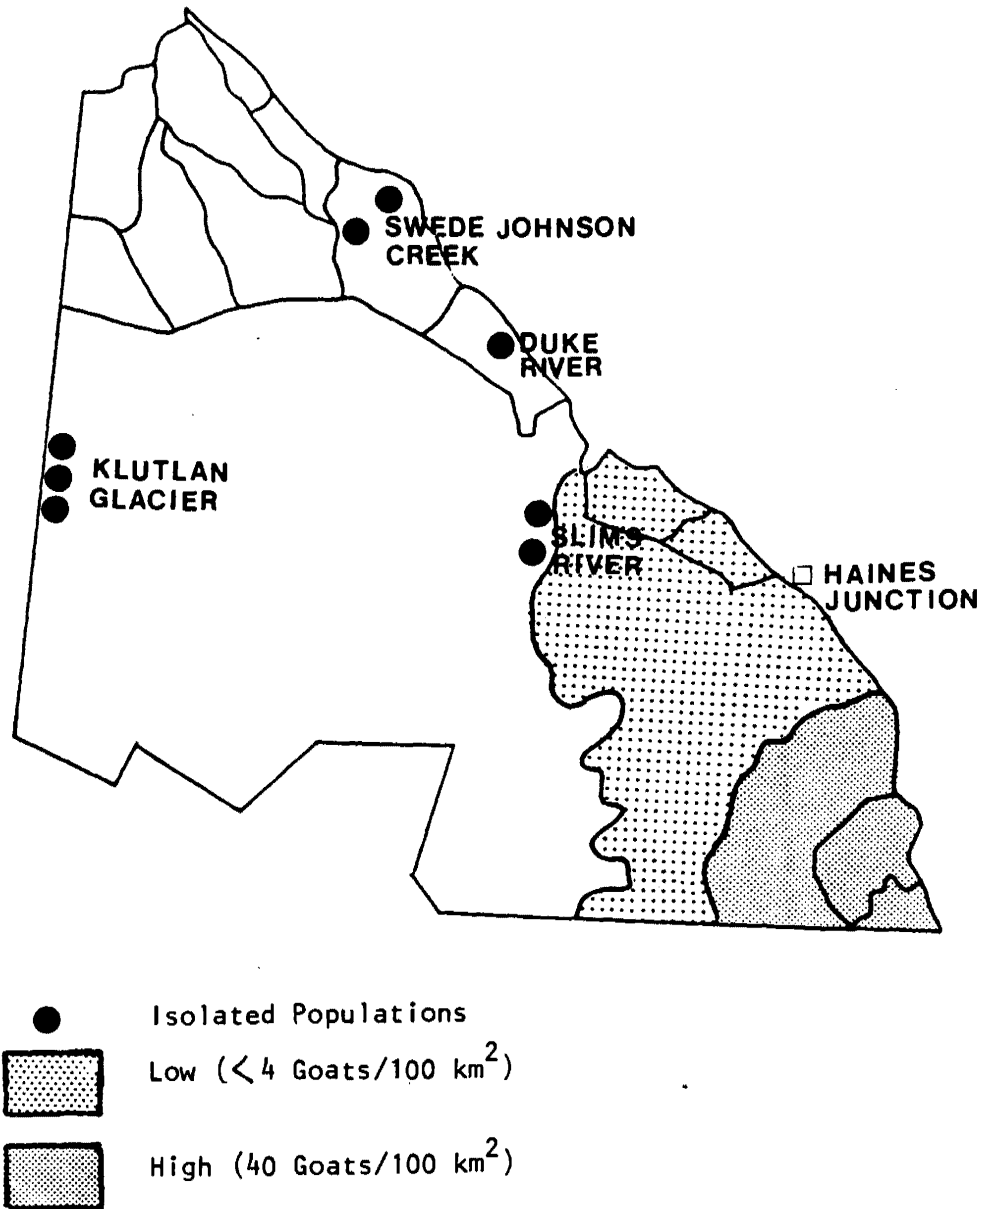 SWEDE JOHNSON
CREEK
DUKE
RIVER
KLUTLAN
GLACIER
SLIM'S
RIVER
HAINES
JUNCTION
Isolated Populations
Low (<4 Goats/100 km²)
High (40 Goats/100 km²)